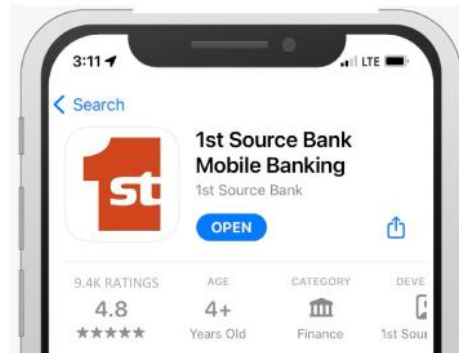 3:11
LTE
Search
1st
1st Source Bank
Mobile Banking
1st Source Bank
OPEN
9.4K RATINGS
AGE
CATEGORY
DEVE
4.8
4+
★★★★★
Years Old
Finance
1st Sour